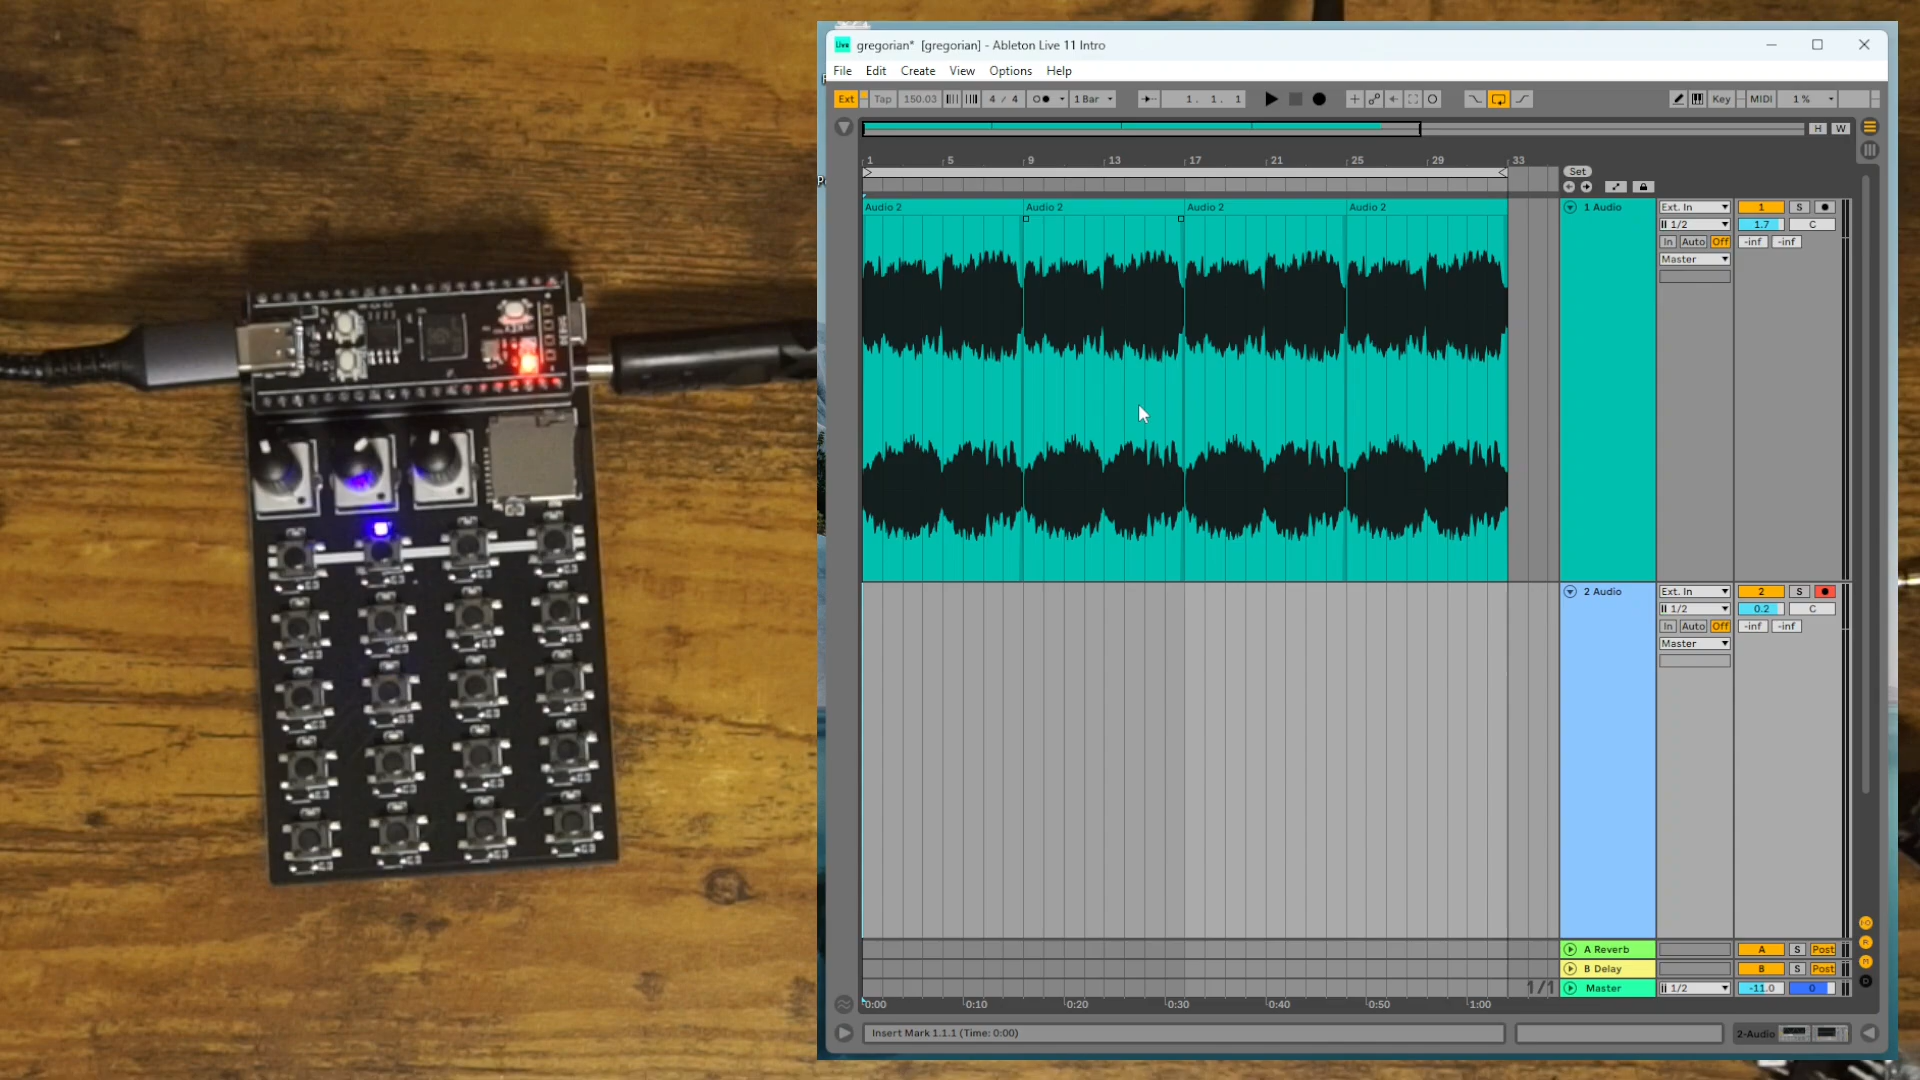 gregorian* [gregorian] - Ableton Live 11 Intro
File Edit Create View Options Help
Ext Tap 150.03 4 / 4 1 Bar 1. 1. 1 Key MIDI 1 %
H W
1 5 9 13 17 21 25 29 33
Set
Audio 2 Audio 2 Audio 2 Audio 2
1 Audio Ext. In 1 S
1/2 1.7 C
In Auto Off -inf -inf
Master
2 Audio Ext. In 2 S
1/2 0.2 C
In Auto Off -inf -inf
Master
A Reverb A S Post
B Delay B S Post
1/1 Master 1/2 -11.0 0
0:00 0:10 0:20 0:30 0:40 0:50 1:00
Insert Mark 1.1.1 (Time: 0:00) 2-Audio